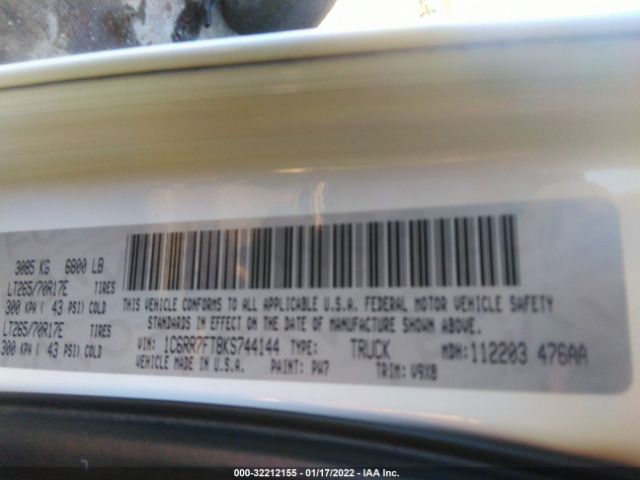 3085 KG 6800 LB
LT265/70R17E TIRES
300 KPA ( 43 PSI) COLD
LT265/70R17E TIRES
300 KPA ( 43 PSI) COLD
THIS VEHICLE CONFORMS TO ALL APPLICABLE U.S.A. FEDERAL MOTOR VEHICLE SAFETY
STANDARDS IN EFFECT ON THE DATE OF MANUFACTURE SHOWN ABOVE.
VIN: 1C6RR7FT8KS744144 TYPE: TRUCK MDH: 112203 476AA
VEHICLE MADE IN U.S.A. PAINT: PW7 TRIM: V9X8
000-32212155 - 01/17/2022 - IAA Inc.